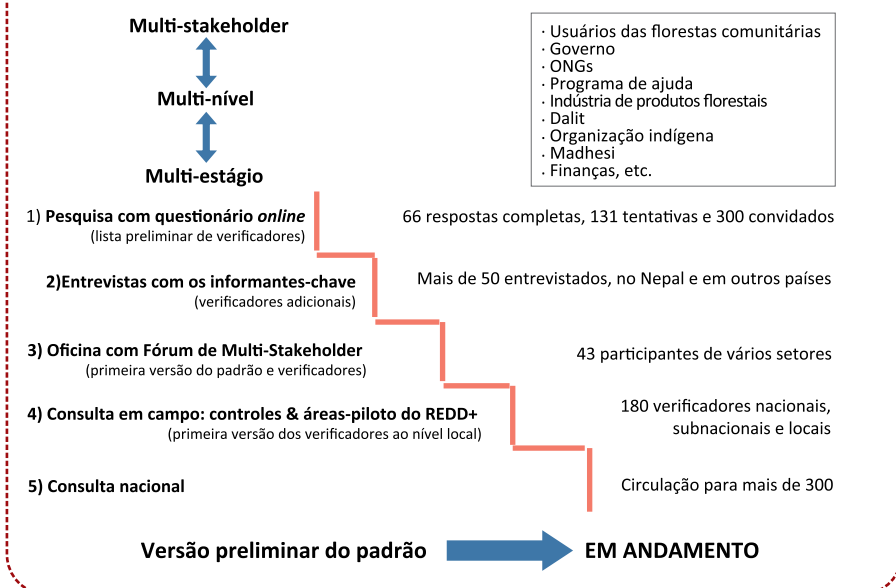 Multi-stakeholder
Multi-nível
Multi-estágio
· Usuários das florestas comunitárias
· Governo
· ONGs
· Programa de ajuda
· Indústria de produtos florestais
· Dalit
· Organização indígena
· Madhesi
· Finanças, etc.
1) Pesquisa com questionário online
(lista preliminar de verificadores)
66 respostas completas, 131 tentativas e 300 convidados
2)Entrevistas com os informantes-chave
(verificadores adicionais)
Mais de 50 entrevistados, no Nepal e em outros países
3) Oficina com Fórum de Multi-Stakeholder
(primeira versão do padrão e verificadores)
43 participantes de vários setores
4) Consulta em campo: controles & áreas-piloto do REDD+
(primeira versão dos verificadores ao nível local)
180 verificadores nacionais,
subnacionais e locais
5) Consulta nacional
Circulação para mais de 300
Versão preliminar do padrão
EM ANDAMENTO